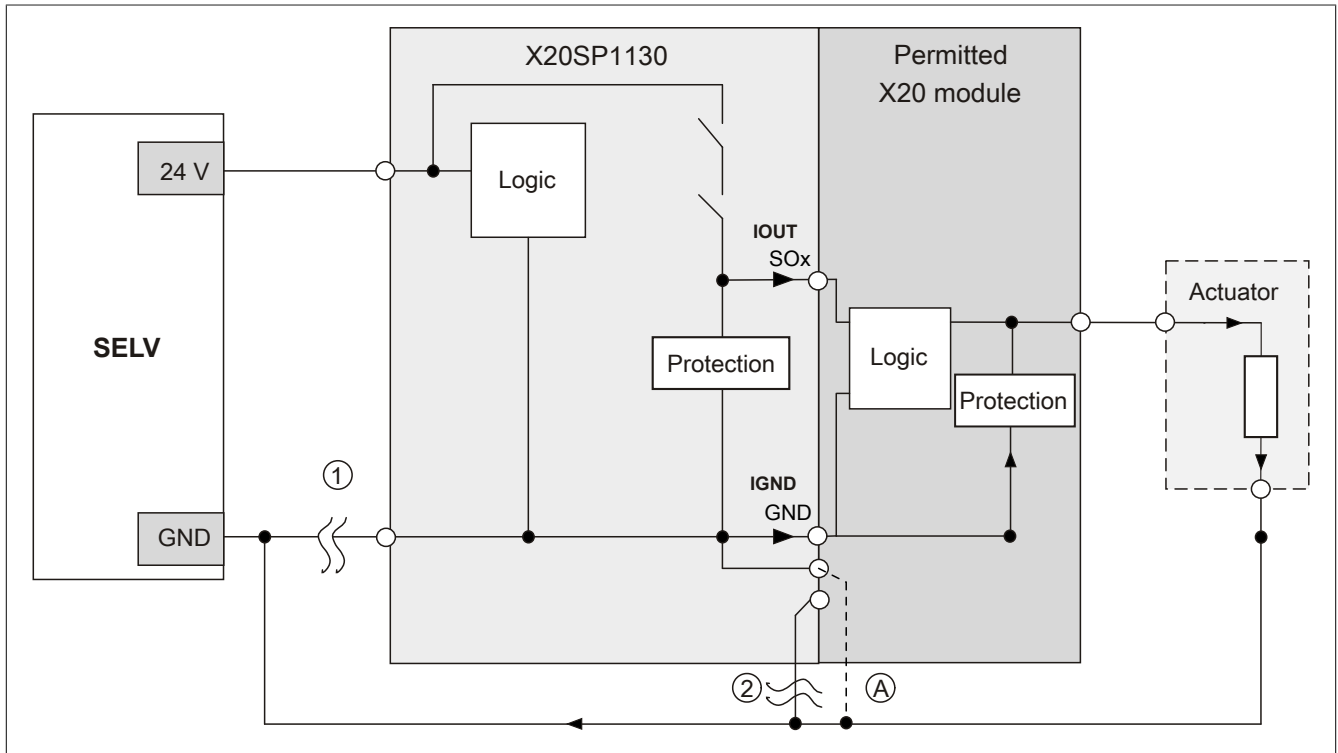 X20SP1130
Permitted
X20 module
24 V
Logic
IOUT
SOx
Actuator
SELV
Protection
Logic
Protection
1
IGND
GND
GND
2
A